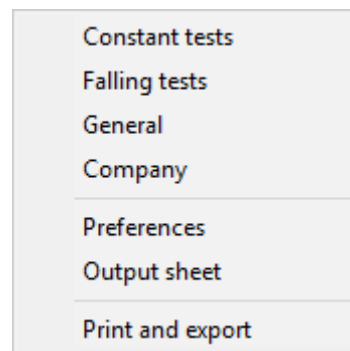 Constant tests
Falling tests
General
Company
Preferences
Output sheet
Print and export